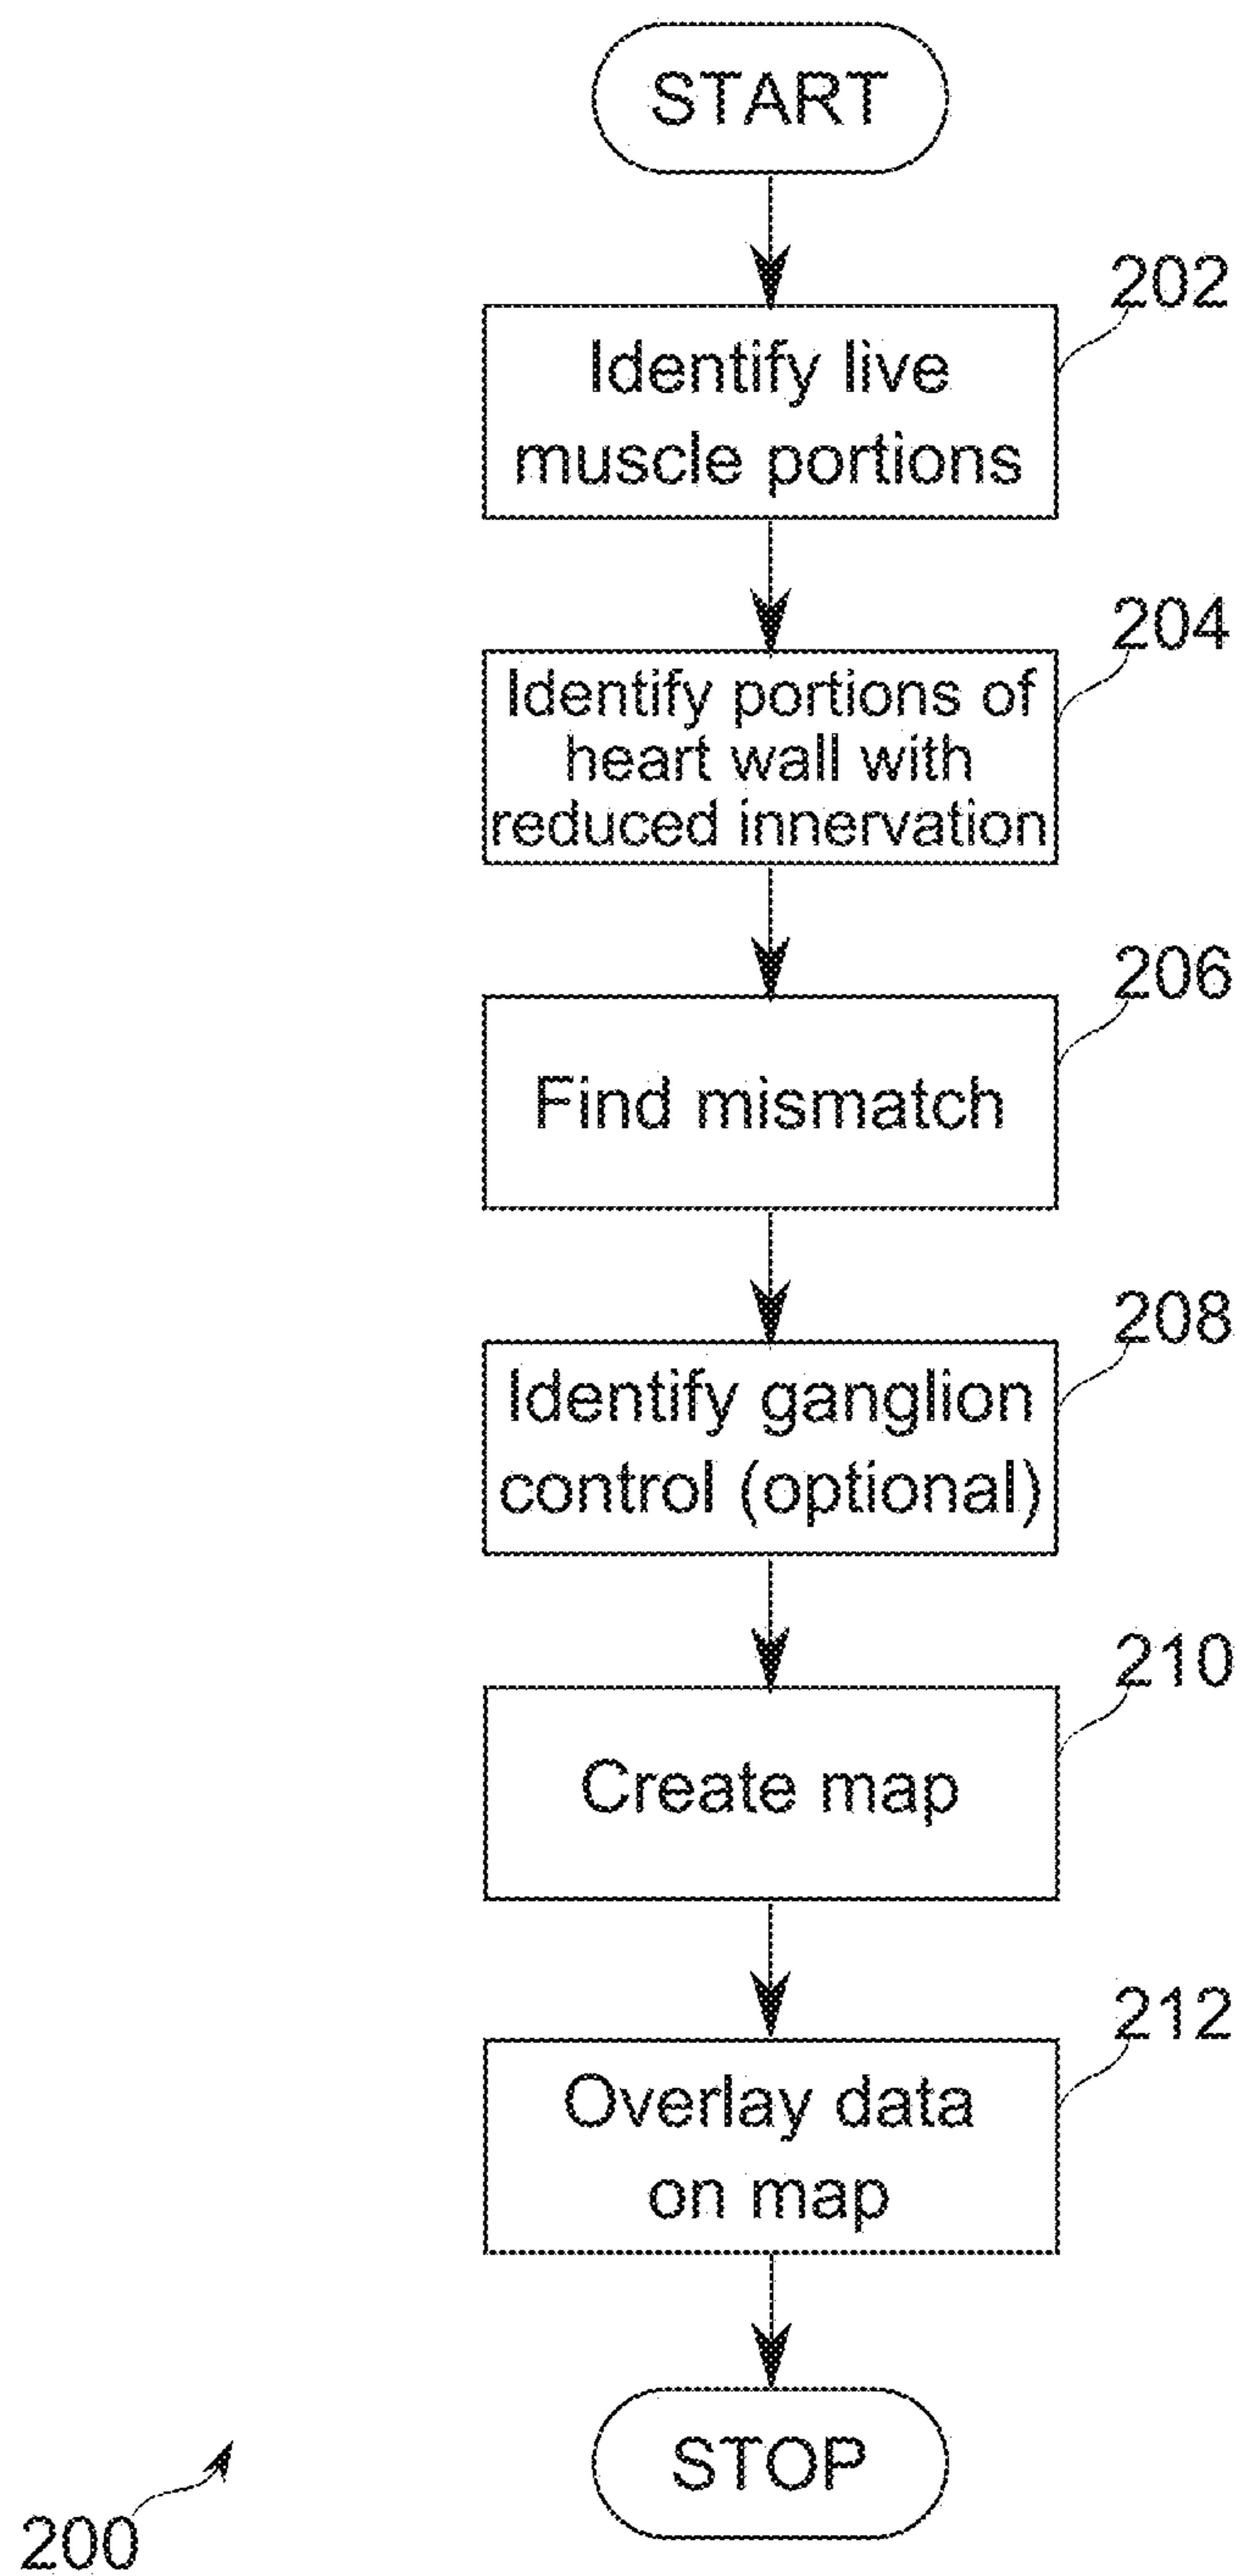 START
202
Identify live
muscle portions
204
Identify portions of
heart wall with
reduced innervation
206
Find mismatch
208
Identify ganglion
control (optional)
210
Create map
212
Overlay data
on map
STOP
200